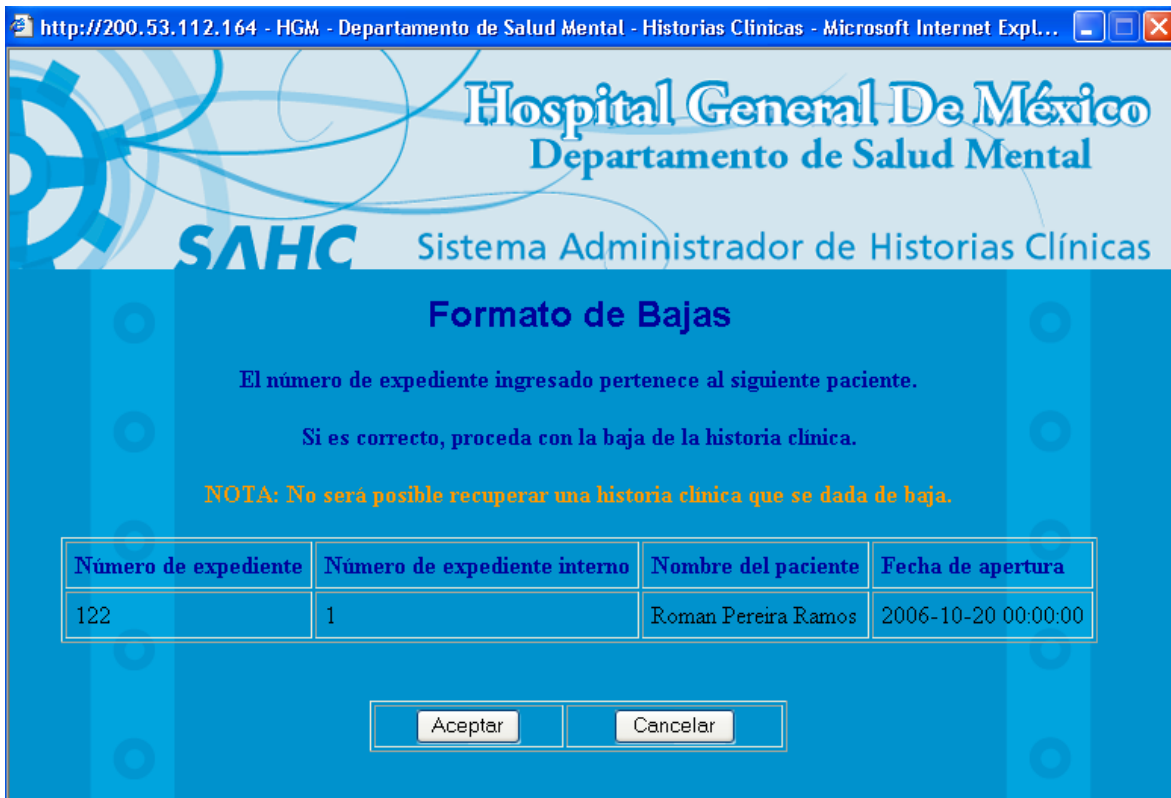 http://200.53.112.164 - HGM - Departamento de Salud Mental - Historias Clinicas - Microsoft Internet Expl...
Hospital General De México
Departamento de Salud Mental
SAHC Sistema Administrador de Historias Clínicas
Formato de Bajas
El número de expediente ingresado pertenece al siguiente paciente.
Si es correcto, proceda con la baja de la historia clínica.
NOTA: No será posible recuperar una historia clínica que se dada de baja.
Número de expediente Número de expediente interno Nombre del paciente Fecha de apertura
122 1 Roman Pereira Ramos 2006-10-20 00:00:00
Aceptar Cancelar